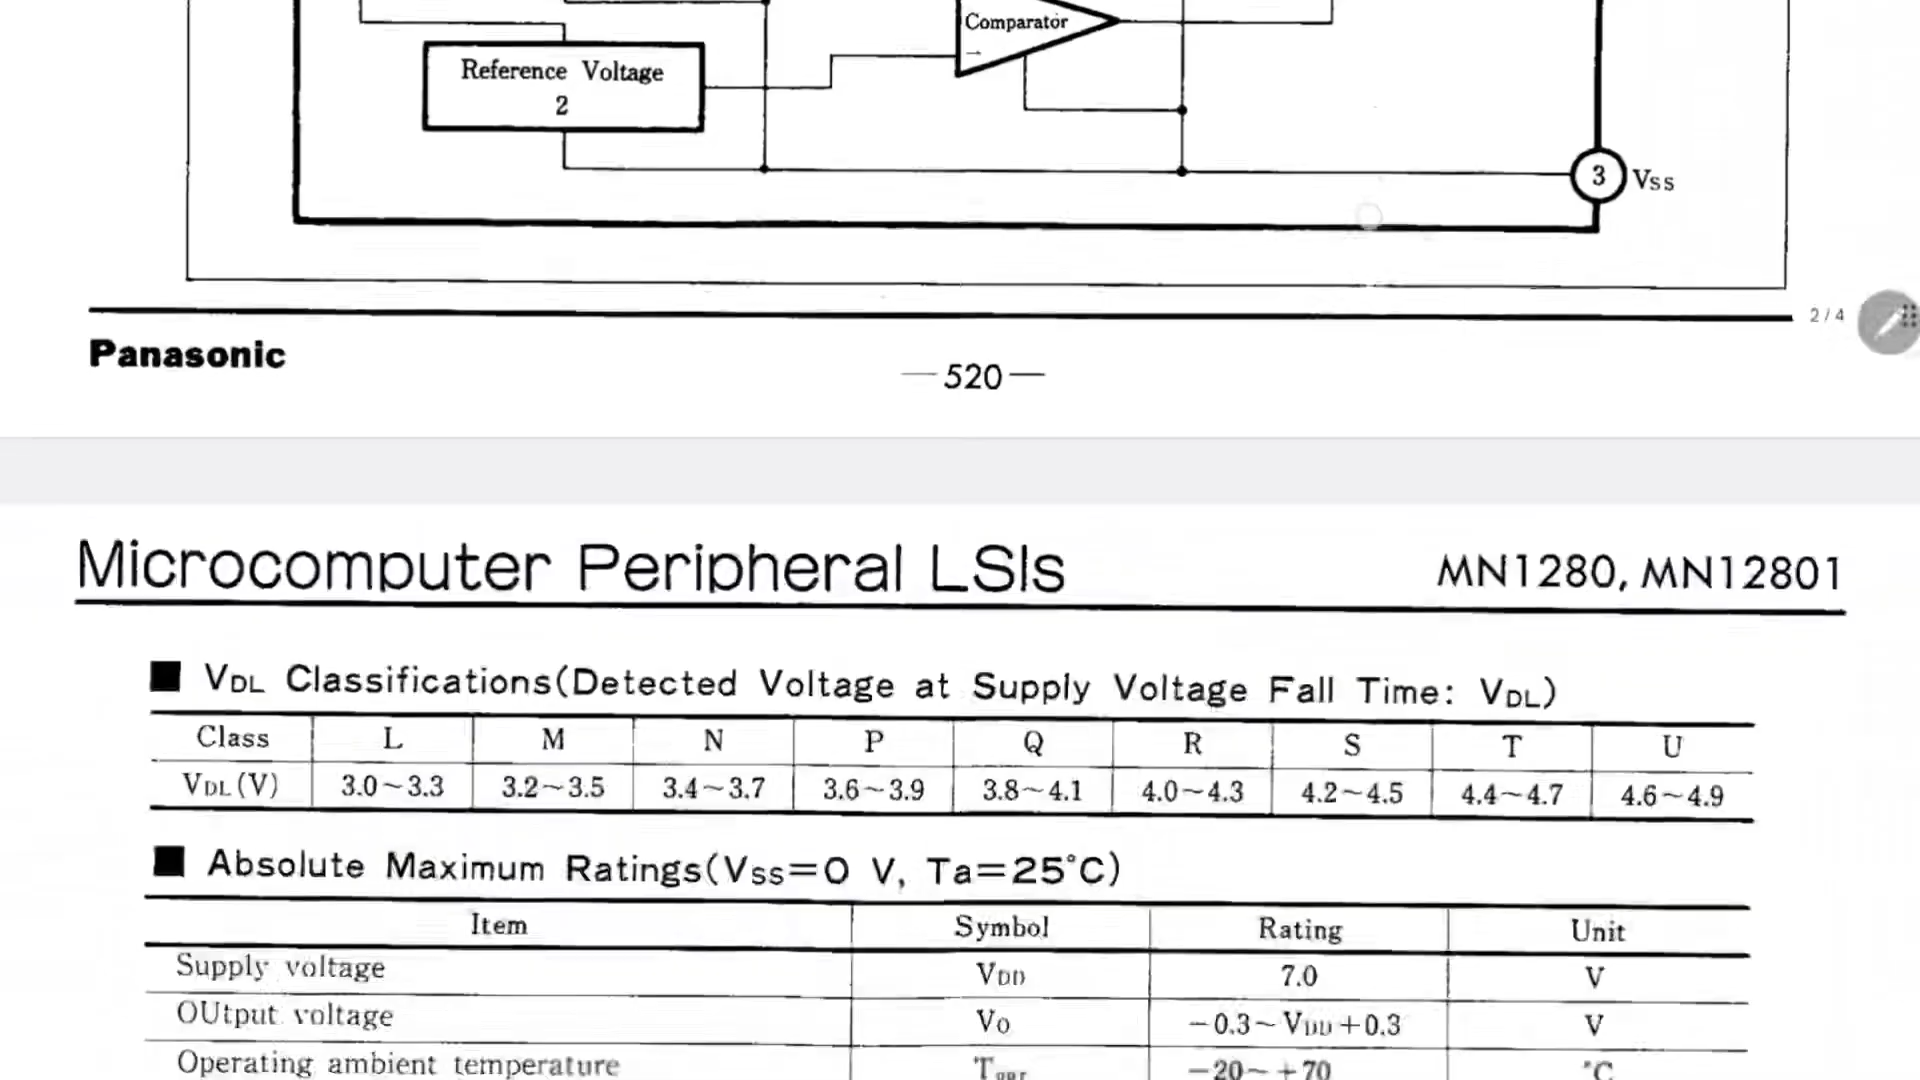 Comparator
Reference Voltage
2
3 Vss
2/4
Panasonic
—520—
Microcomputer Peripheral LSIs MN1280, MN12801
■ VDL Classifications(Detected Voltage at Supply Voltage Fall Time: VDL)
Class L M N P Q R S T U
VDL(V) 3.0~3.3 3.2~3.5 3.4~3.7 3.6~3.9 3.8~4.1 4.0~4.3 4.2~4.5 4.4~4.7 4.6~4.9
■ Absolute Maximum Ratings(Vss=0 V, Ta=25°C)
Item Symbol Rating Unit
Supply voltage VDD 7.0 V
OUtput voltage VO −0.3~VDD+0.3 V
Operating ambient temperature Topr −20~+70 °C